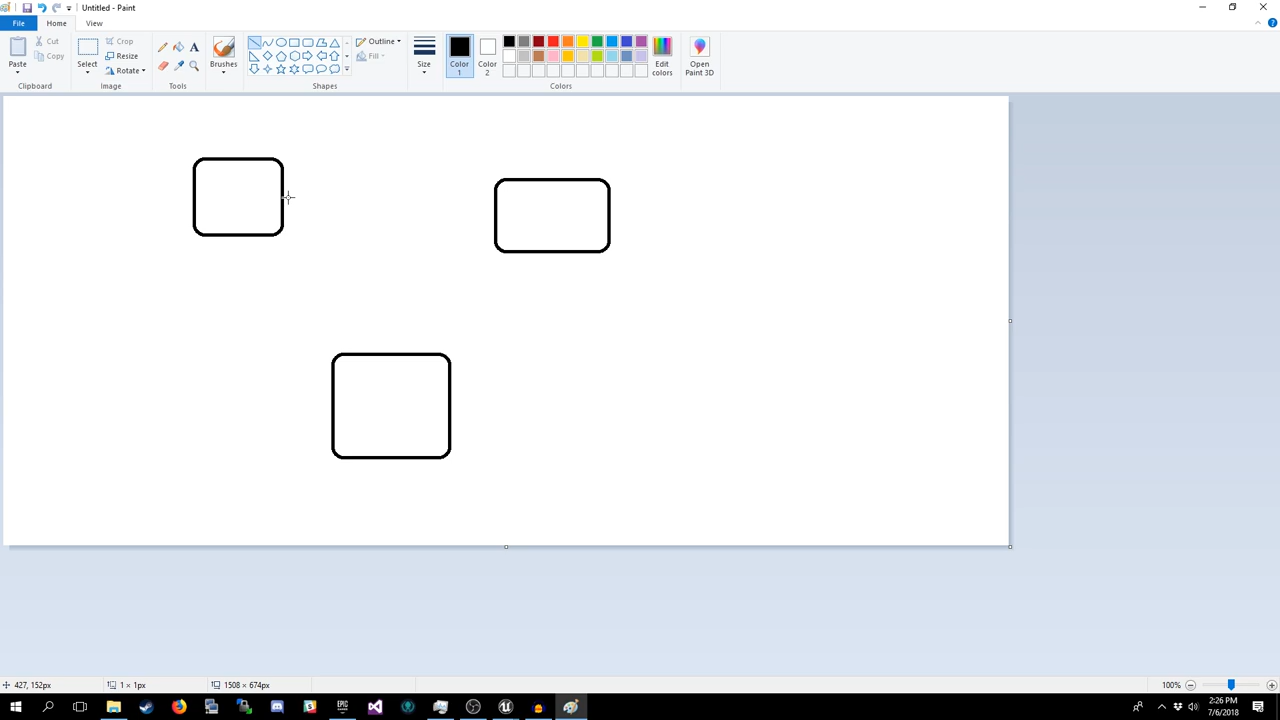 Untitled - Paint
File Home View
Paste
Cut
Copy
Clipboard
Select
Crop
Resize
Rotate
Image
Tools
A
Brushes
Shapes
Outline
Fill
Size
Color 1
Color 2
Edit colors
Colors
Open Paint 3D
427, 152px
1 × 1px
1508 × 674px
100%
EPIC
2:26 PM
7/6/2018